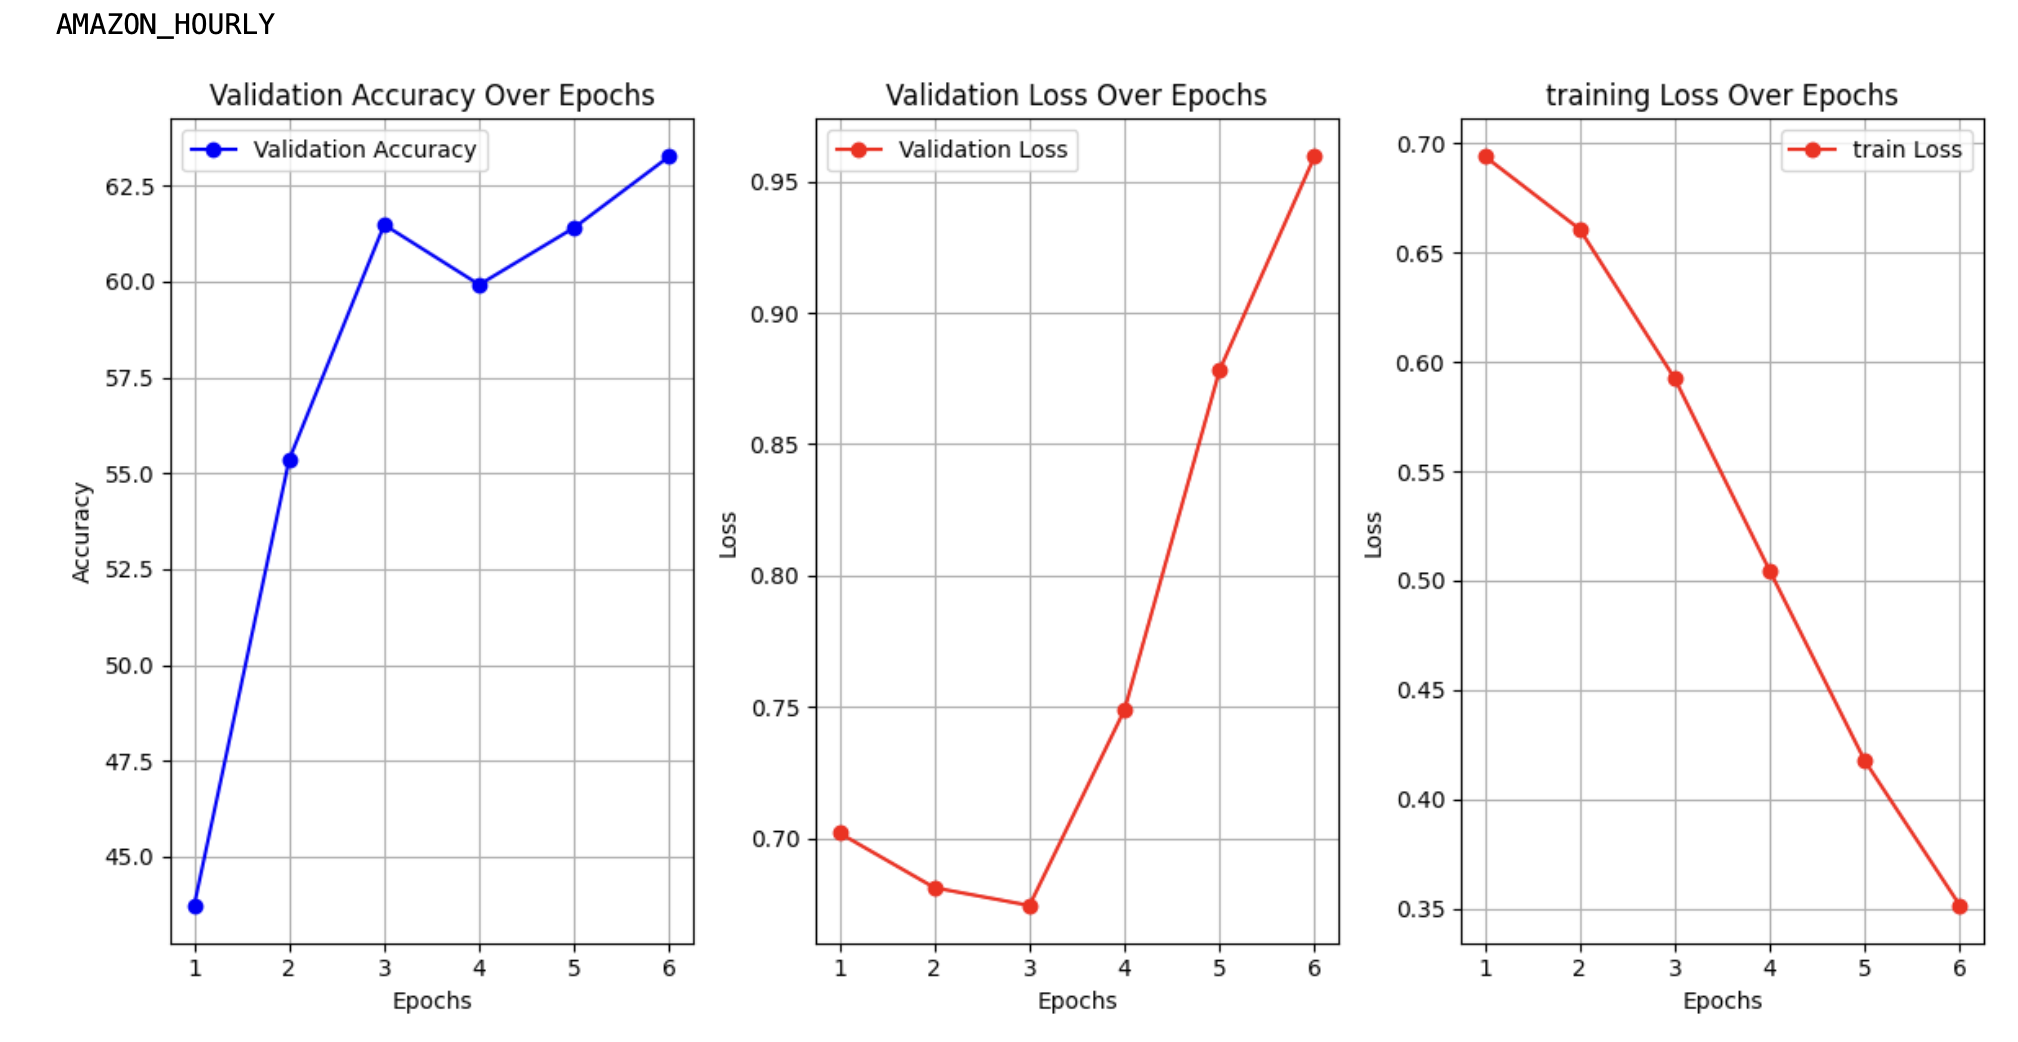 AMAZON_HOURLY
Validation Accuracy Over Epochs
Validation Accuracy
62.5
60.0
57.5
55.0
52.5
50.0
47.5
45.0
Accuracy
1 2 3 4 5 6
Epochs
Validation Loss Over Epochs
Validation Loss
0.95
0.90
0.85
0.80
0.75
0.70
Loss
1 2 3 4 5 6
Epochs
training Loss Over Epochs
train Loss
0.70
0.65
0.60
0.55
0.50
0.45
0.40
0.35
Loss
1 2 3 4 5 6
Epochs